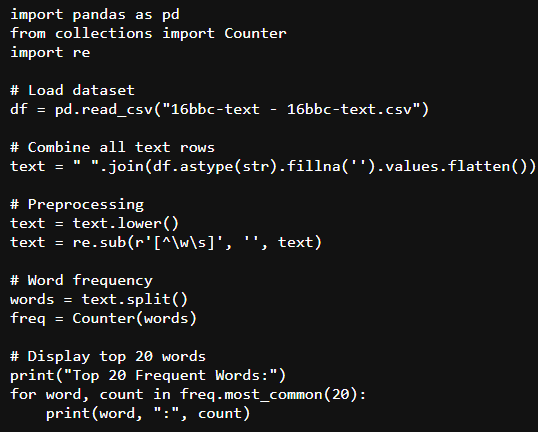 import pandas as pd
from collections import Counter
import re

# Load dataset
df = pd.read_csv("16bbc-text - 16bbc-text.csv")

# Combine all text rows
text = " ".join(df.astype(str).fillna('').values.flatten())

# Preprocessing
text = text.lower()
text = re.sub(r'[^\w\s]', '', text)

# Word frequency
words = text.split()
freq = Counter(words)

# Display top 20 words
print("Top 20 Frequent Words:")
for word, count in freq.most_common(20):
    print(word, ":", count)